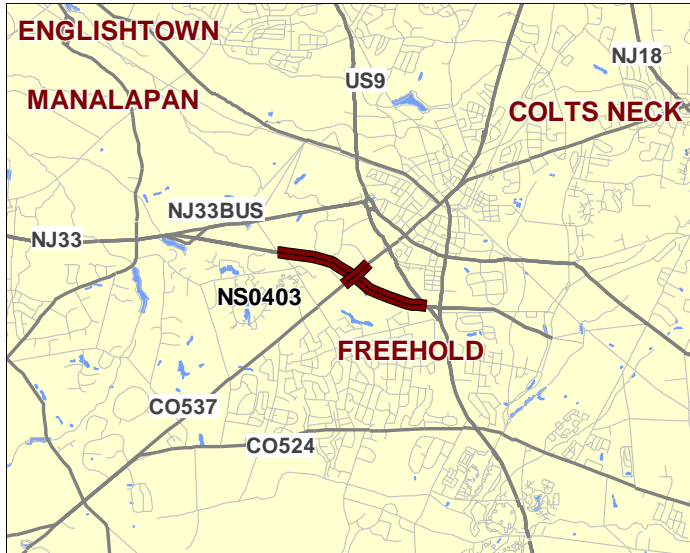 ENGLISHTOWN
NJ18
US9
MANALAPAN
COLTS NECK
NJ33BUS
NJ33
NS0403
FREEHOLD
CO537
CO524